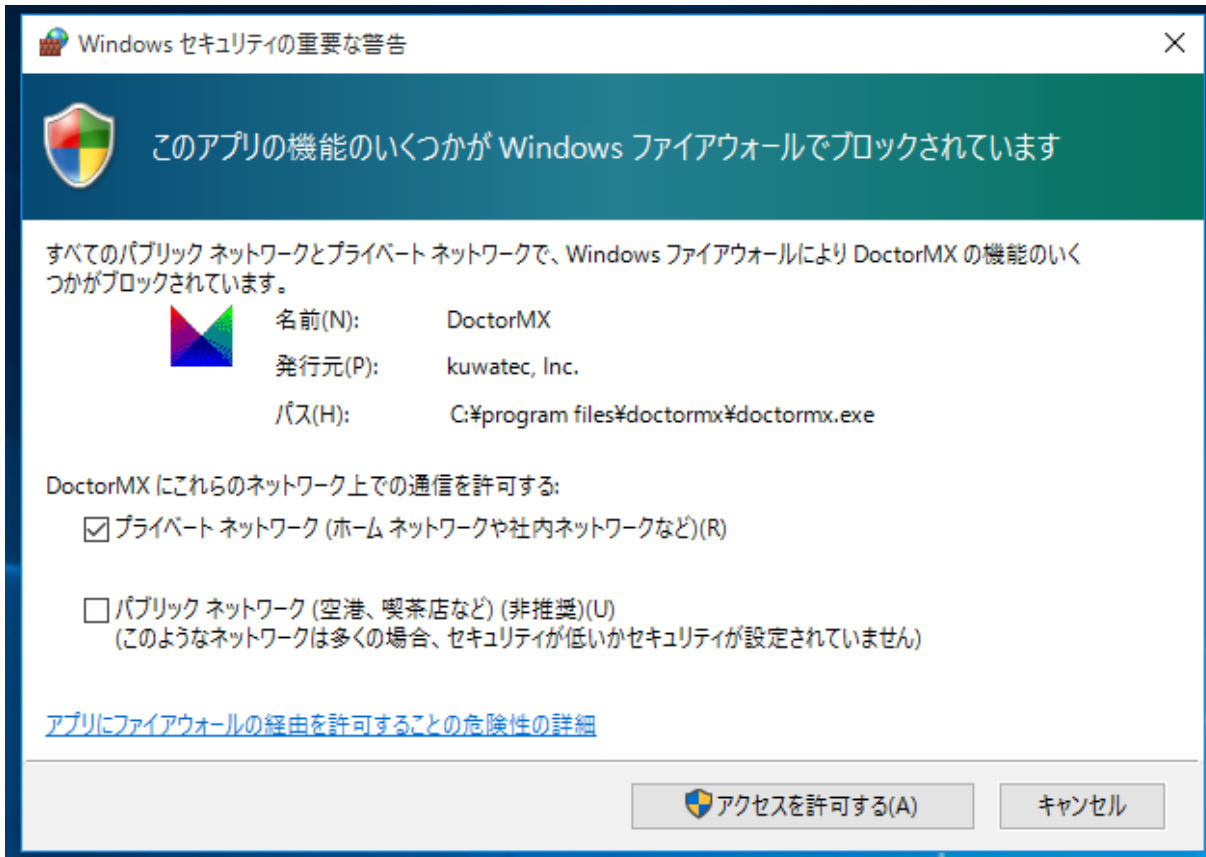 Windows セキュリティの重要な警告
このアプリの機能のいくつかが Windows ファイアウォールでブロックされています
すべてのパブリック ネットワークとプライベート ネットワークで、Windows ファイアウォールにより DoctorMX の機能のいく
つかがブロックされています。
名前(N): DoctorMX
発行元(P): kuwatec, Inc.
パス(H): C:¥program files¥doctormx¥doctormx.exe
DoctorMX にこれらのネットワーク上での通信を許可する:
プライベート ネットワーク (ホーム ネットワークや社内ネットワークなど)(R)
パブリック ネットワーク (空港、喫茶店など) (非推奨)(U)
(このようなネットワークは多くの場合、セキュリティが低いかセキュリティが設定されていません)
アプリにファイアウォールの経由を許可することの危険性の詳細
アクセスを許可する(A) キャンセル